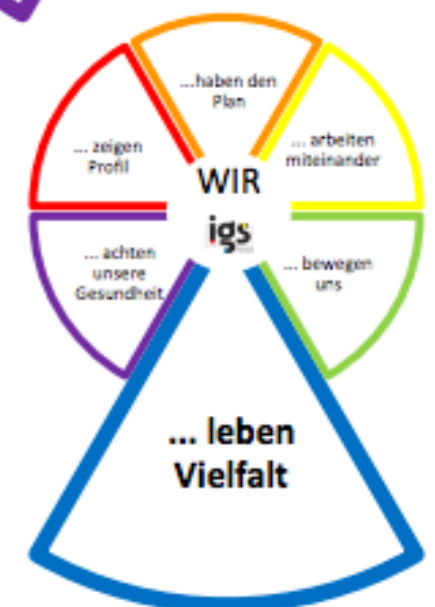 ...haben den
Plan
... zeigen
Profil
... arbeiten
miteinander
WIR
igs
... achten
unsere
Gesundheit
... bewegen
uns
... leben
Vielfalt